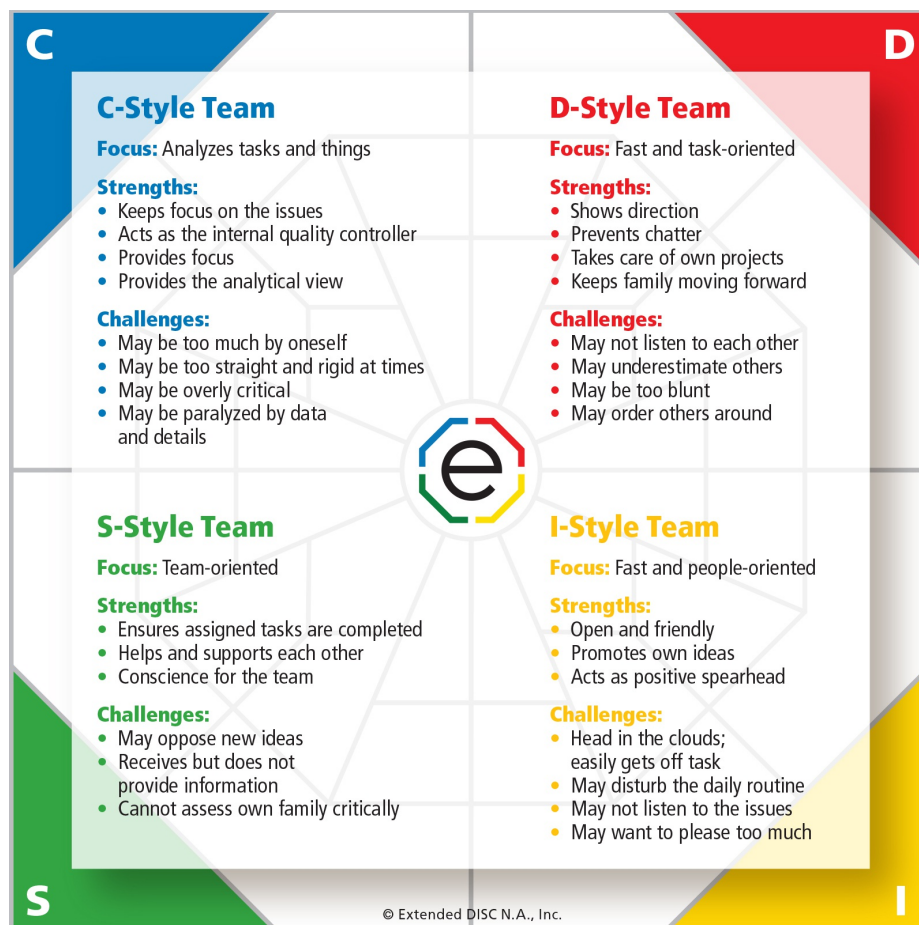 C
D
C-Style Team
Focus: Analyzes tasks and things
Strengths:
• Keeps focus on the issues
• Acts as the internal quality controller
• Provides focus
• Provides the analytical view
Challenges:
• May be too much by oneself
• May be too straight and rigid at times
• May be overly critical
• May be paralyzed by data
and details
D-Style Team
Focus: Fast and task-oriented
Strengths:
• Shows direction
• Prevents chatter
• Takes care of own projects
• Keeps family moving forward
Challenges:
• May not listen to each other
• May underestimate others
• May be too blunt
• May order others around
e
S-Style Team
Focus: Team-oriented
Strengths:
• Ensures assigned tasks are completed
• Helps and supports each other
• Conscience for the team
Challenges:
• May oppose new ideas
• Receives but does not
provide information
• Cannot assess own family critically
I-Style Team
Focus: Fast and people-oriented
Strengths:
• Open and friendly
• Promotes own ideas
• Acts as positive spearhead
Challenges:
• Head in the clouds;
easily gets off task
• May disturb the daily routine
• May not listen to the issues
• May want to please too much
S
I
© Extended DISC N.A., Inc.